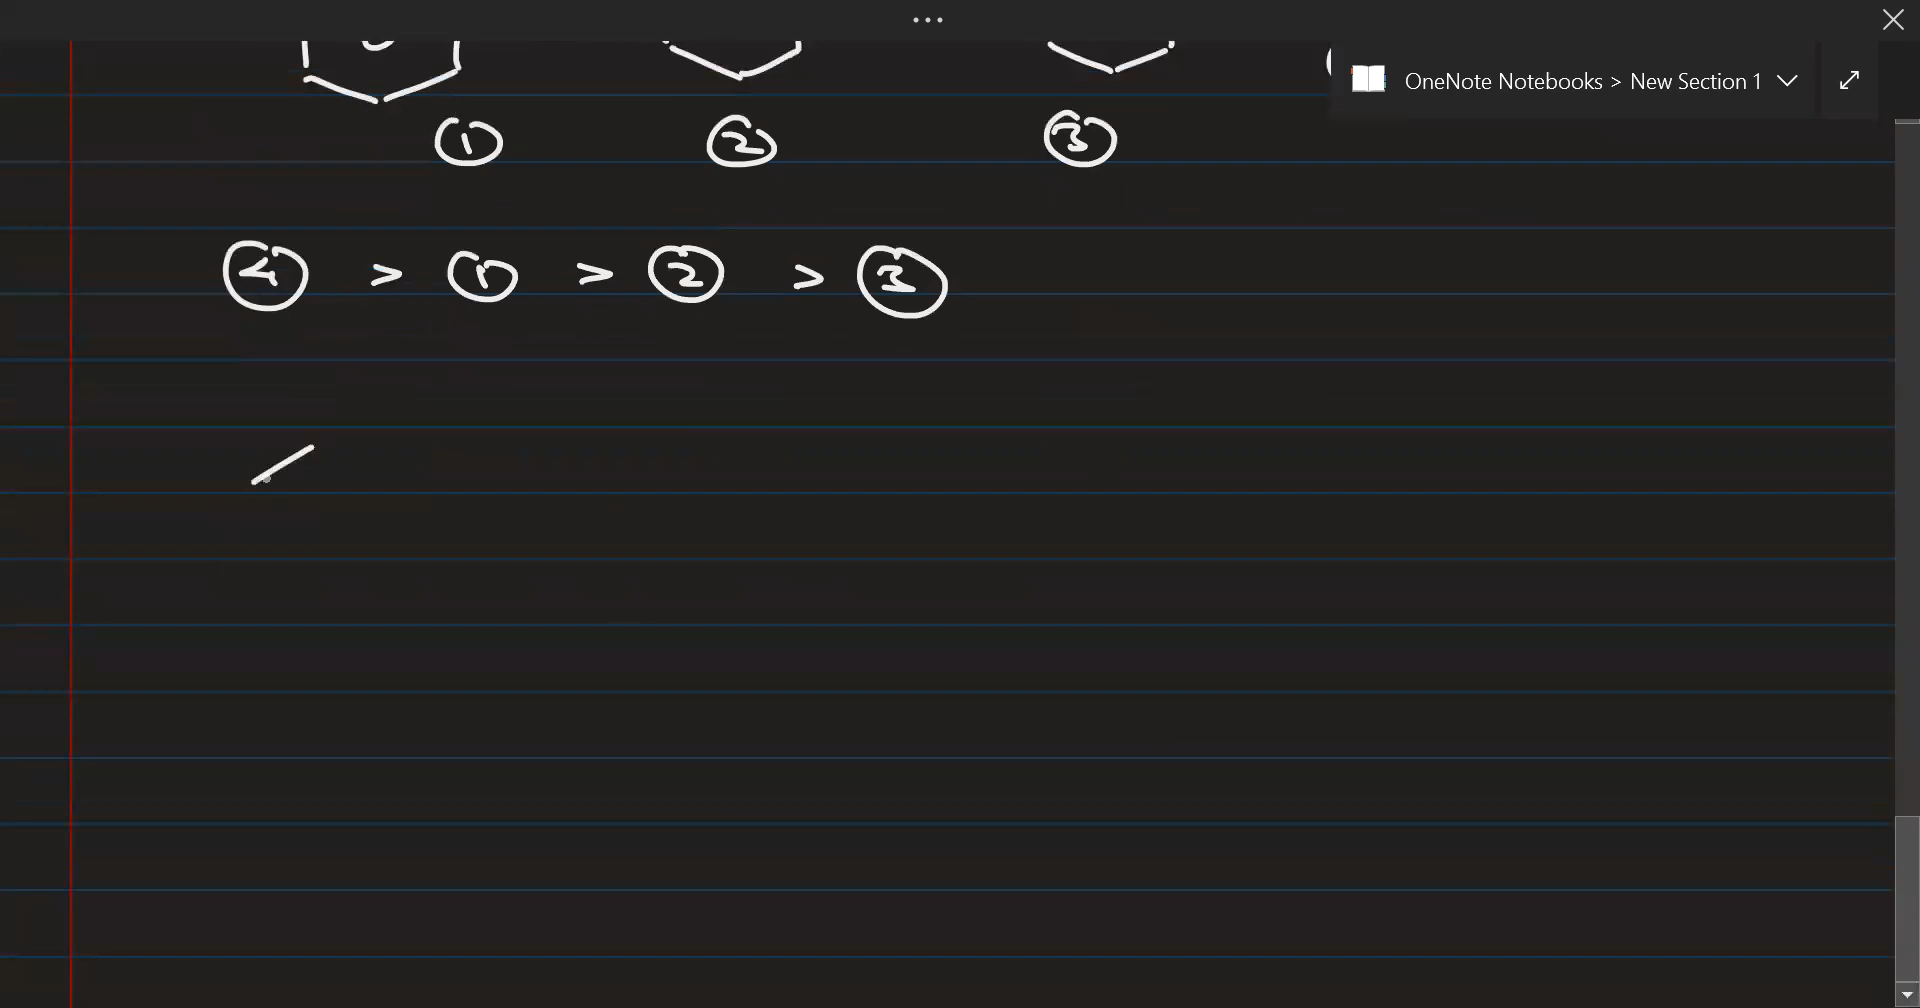 ...
OneNote Notebooks > New Section 1
① ② ③
④ > ① > ② > ③